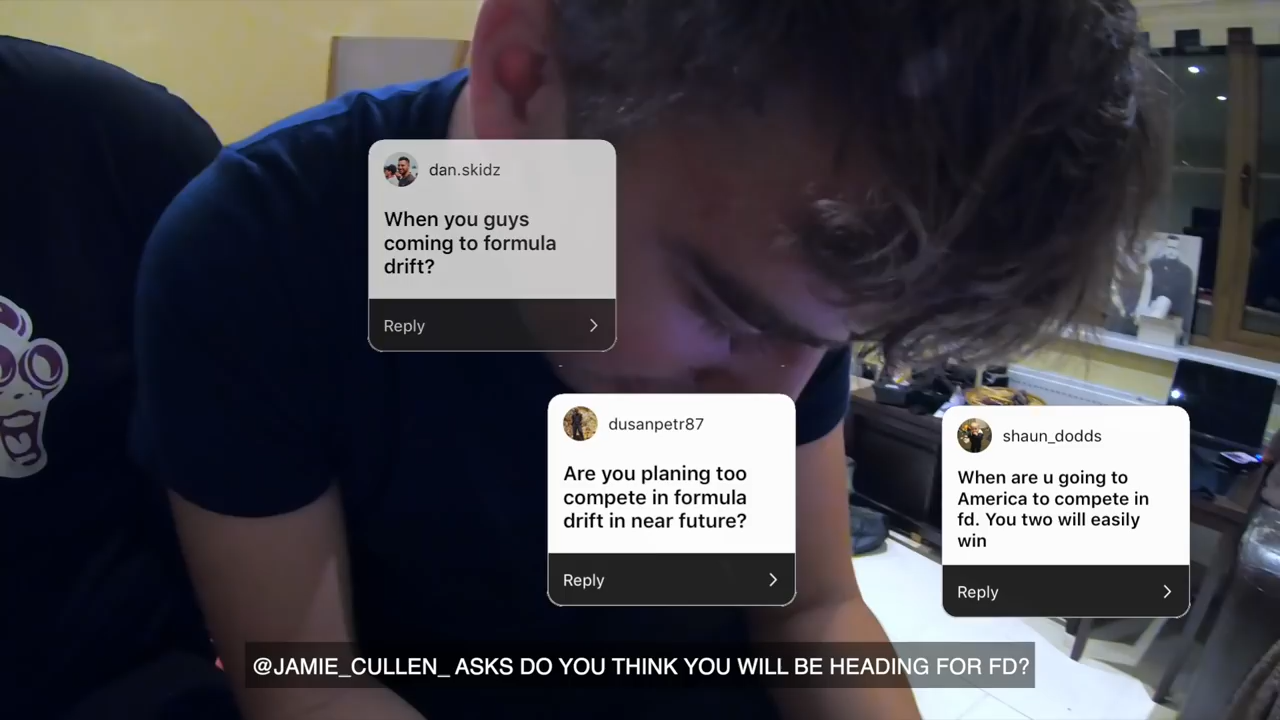 dan.skidz
When you guys
coming to formula
drift?
Reply
dusanpetr87
Are you planing too
compete in formula
drift in near future?
Reply
shaun_dodds
When are u going to
America to compete in
fd. You two will easily
win
Reply
@JAMIE_CULLEN_ ASKS DO YOU THINK YOU WILL BE HEADING FOR FD?